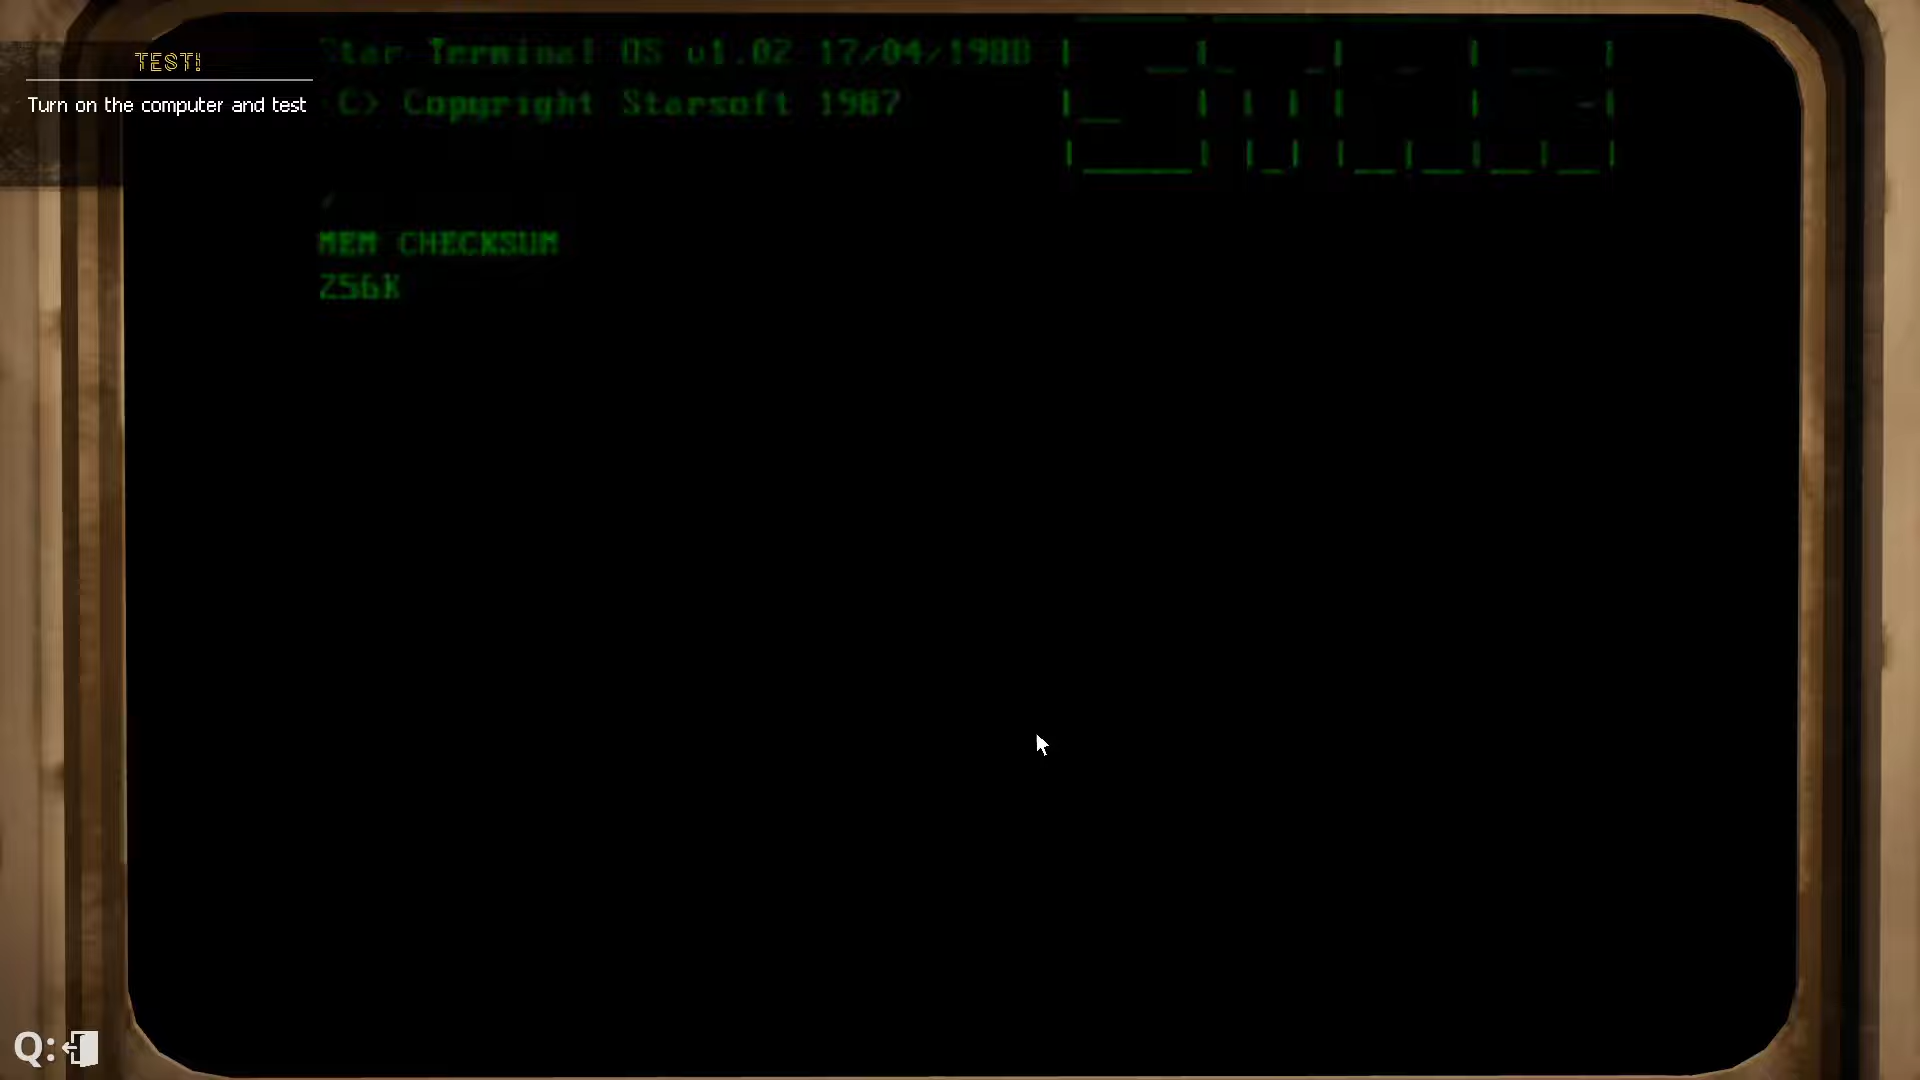 TEST!
Turn on the computer and test
Star Terminal OS v1.02 17/04/1988
(C) Copyright Starsoft 1987
MEM CHECKSUM
256K
Q: